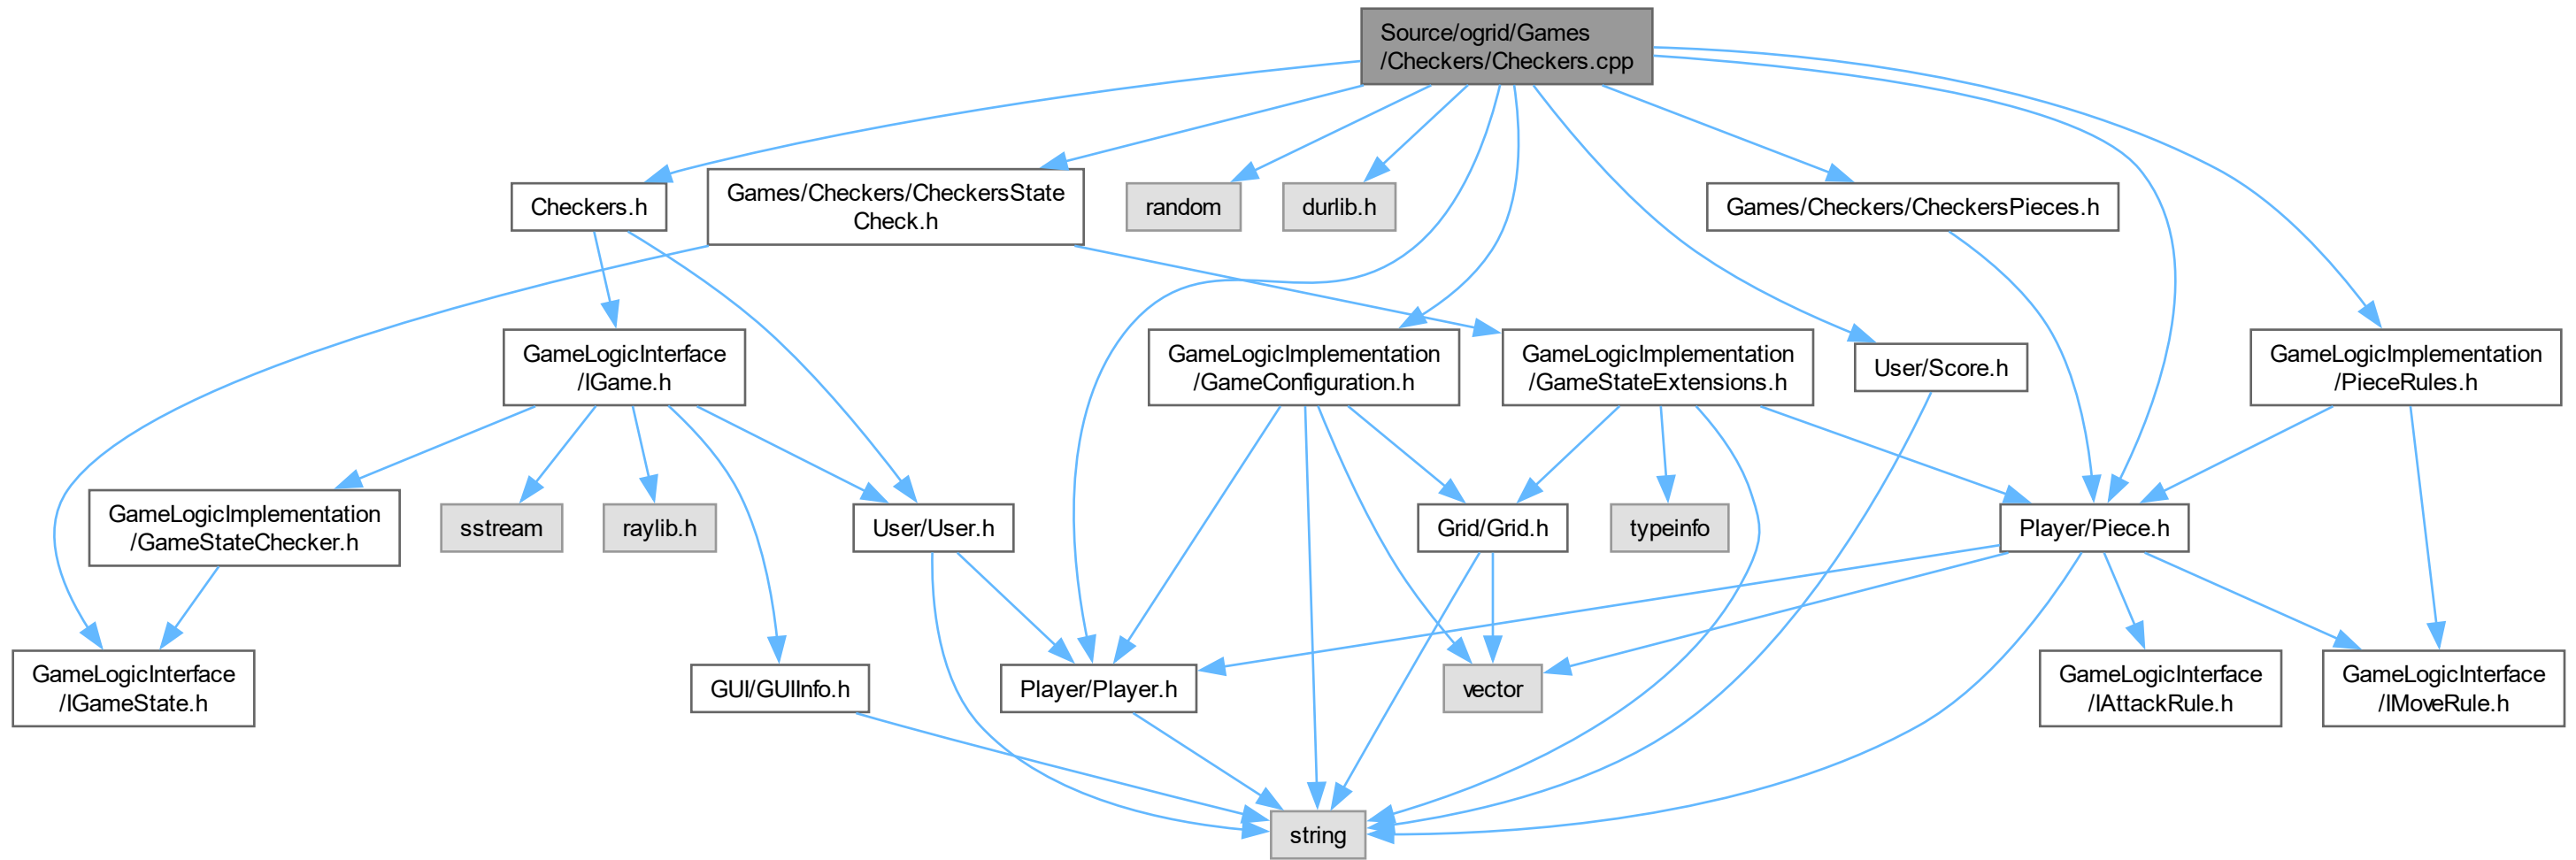 Source/ogrid/Games
/Checkers/Checkers.cpp
Checkers.h
Games/Checkers/CheckersState
Check.h
random
durlib.h
Games/Checkers/CheckersPieces.h
GameLogicInterface
/IGame.h
GameLogicImplementation
/GameConfiguration.h
GameLogicImplementation
/GameStateExtensions.h
User/Score.h
GameLogicImplementation
/PieceRules.h
GameLogicImplementation
/GameStateChecker.h
sstream
raylib.h
User/User.h
Grid/Grid.h
typeinfo
Player/Piece.h
GameLogicInterface
/IGameState.h
GUI/GUIInfo.h
Player/Player.h
vector
GameLogicInterface
/IAttackRule.h
GameLogicInterface
/IMoveRule.h
string